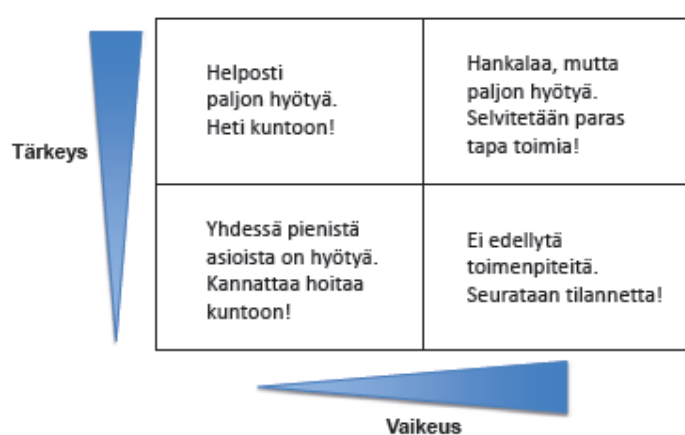 Helposti
paljon hyötyä.
Heti kuntoon!
Hankalaa, mutta
paljon hyötyä.
Selvitetään paras
tapa toimia!
Tärkeys
Yhdessä pienistä
asioista on hyötyä.
Kannattaa hoitaa
kuntoon!
Ei edellytä
toimenpiteitä.
Seurataan tilannetta!
Vaikeus